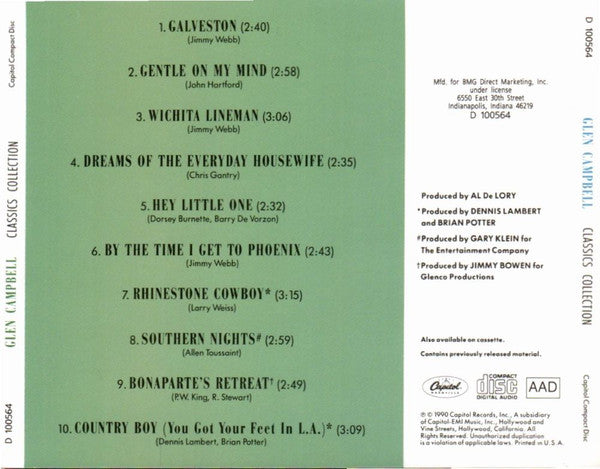 Capitol Compact Disc
GLEN CAMPBELL CLASSICS COLLECTION
D 100564
1. GALVESTON (2:40)
(Jimmy Webb)
2. GENTLE ON MY MIND (2:58)
(John Hartford)
3. WICHITA LINEMAN (3:06)
(Jimmy Webb)
4. DREAMS OF THE EVERYDAY HOUSEWIFE (2:35)
(Chris Gantry)
5. HEY LITTLE ONE (2:32)
(Dorsey Burnette, Barry De Vorzon)
6. BY THE TIME I GET TO PHOENIX (2:43)
(Jimmy Webb)
7. RHINESTONE COWBOY* (3:15)
(Larry Weiss)
8. SOUTHERN NIGHTS# (2:59)
(Allen Toussaint)
9. BONAPARTE'S RETREAT† (2:49)
(P.W. King, R. Stewart)
10. COUNTRY BOY (You Got Your Feet In L.A.)* (3:09)
(Dennis Lambert, Brian Potter)
Mfd. for BMG Direct Marketing, Inc.
under license
6550 East 30th Street
Indianapolis, Indiana 46219
D 100564
Produced by AL De LORY
*Produced by DENNIS LAMBERT
and BRIAN POTTER
#Produced by GARY KLEIN for
The Entertainment Company
†Produced by JIMMY BOWEN for
Glenco Productions
Also available on cassette.
Contains previously released material.
Capitol
NASHVILLE
COMPACT
disc
DIGITAL AUDIO
AAD
℗ © 1990 Capitol Records, Inc., A subsidiary
of Capitol-EMI Music, Inc., Hollywood and
Vine Streets, Hollywood, California. All
Rights Reserved. Unauthorized duplication
is a violation of applicable laws. Printed in U.S.A.
D 100564
GLEN CAMPBELL CLASSICS COLLECTION
Capitol Compact Disc